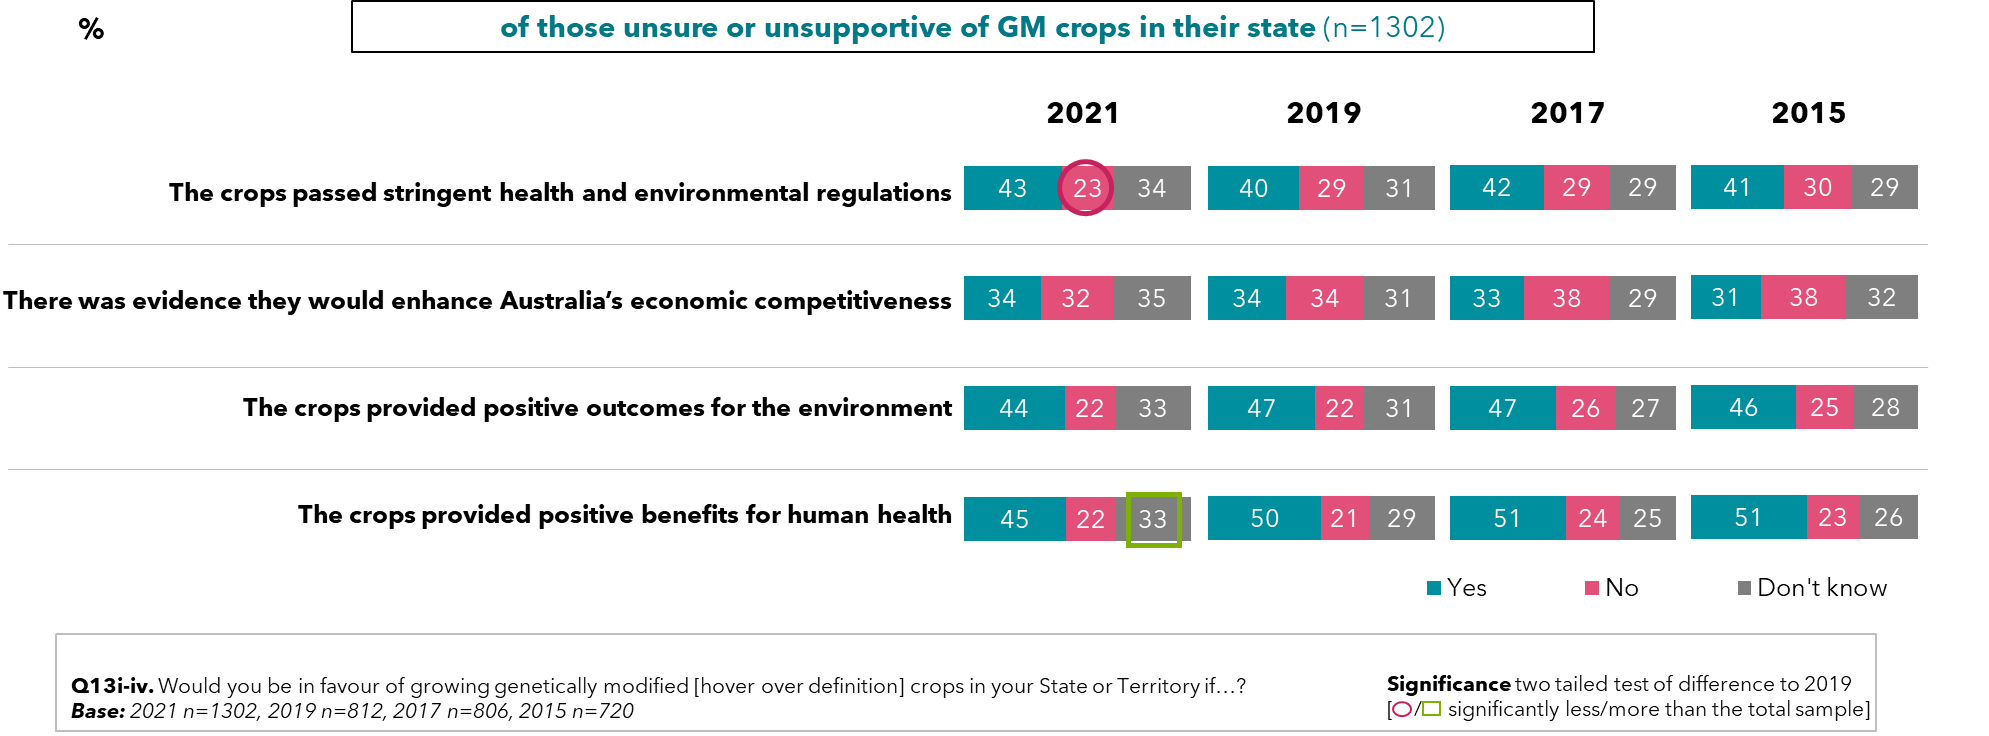 %
of those unsure or unsupportive of GM crops in their state (n=1302)
2021 2019 2017 2015
The crops passed stringent health and environmental regulations 43 23 34 40 29 31 42 29 29 41 30 29
There was evidence they would enhance Australia’s economic competitiveness 34 32 35 34 34 31 33 38 29 31 38 32
The crops provided positive outcomes for the environment 44 22 33 47 22 31 47 26 27 46 25 28
The crops provided positive benefits for human health 45 22 33 50 21 29 51 24 25 51 23 26
Yes No Don't know
Q13i-iv. Would you be in favour of growing genetically modified [hover over definition] crops in your State or Territory if…?
Base: 2021 n=1302, 2019 n=812, 2017 n=806, 2015 n=720
Significance two tailed test of difference to 2019
[/ significantly less/more than the total sample]